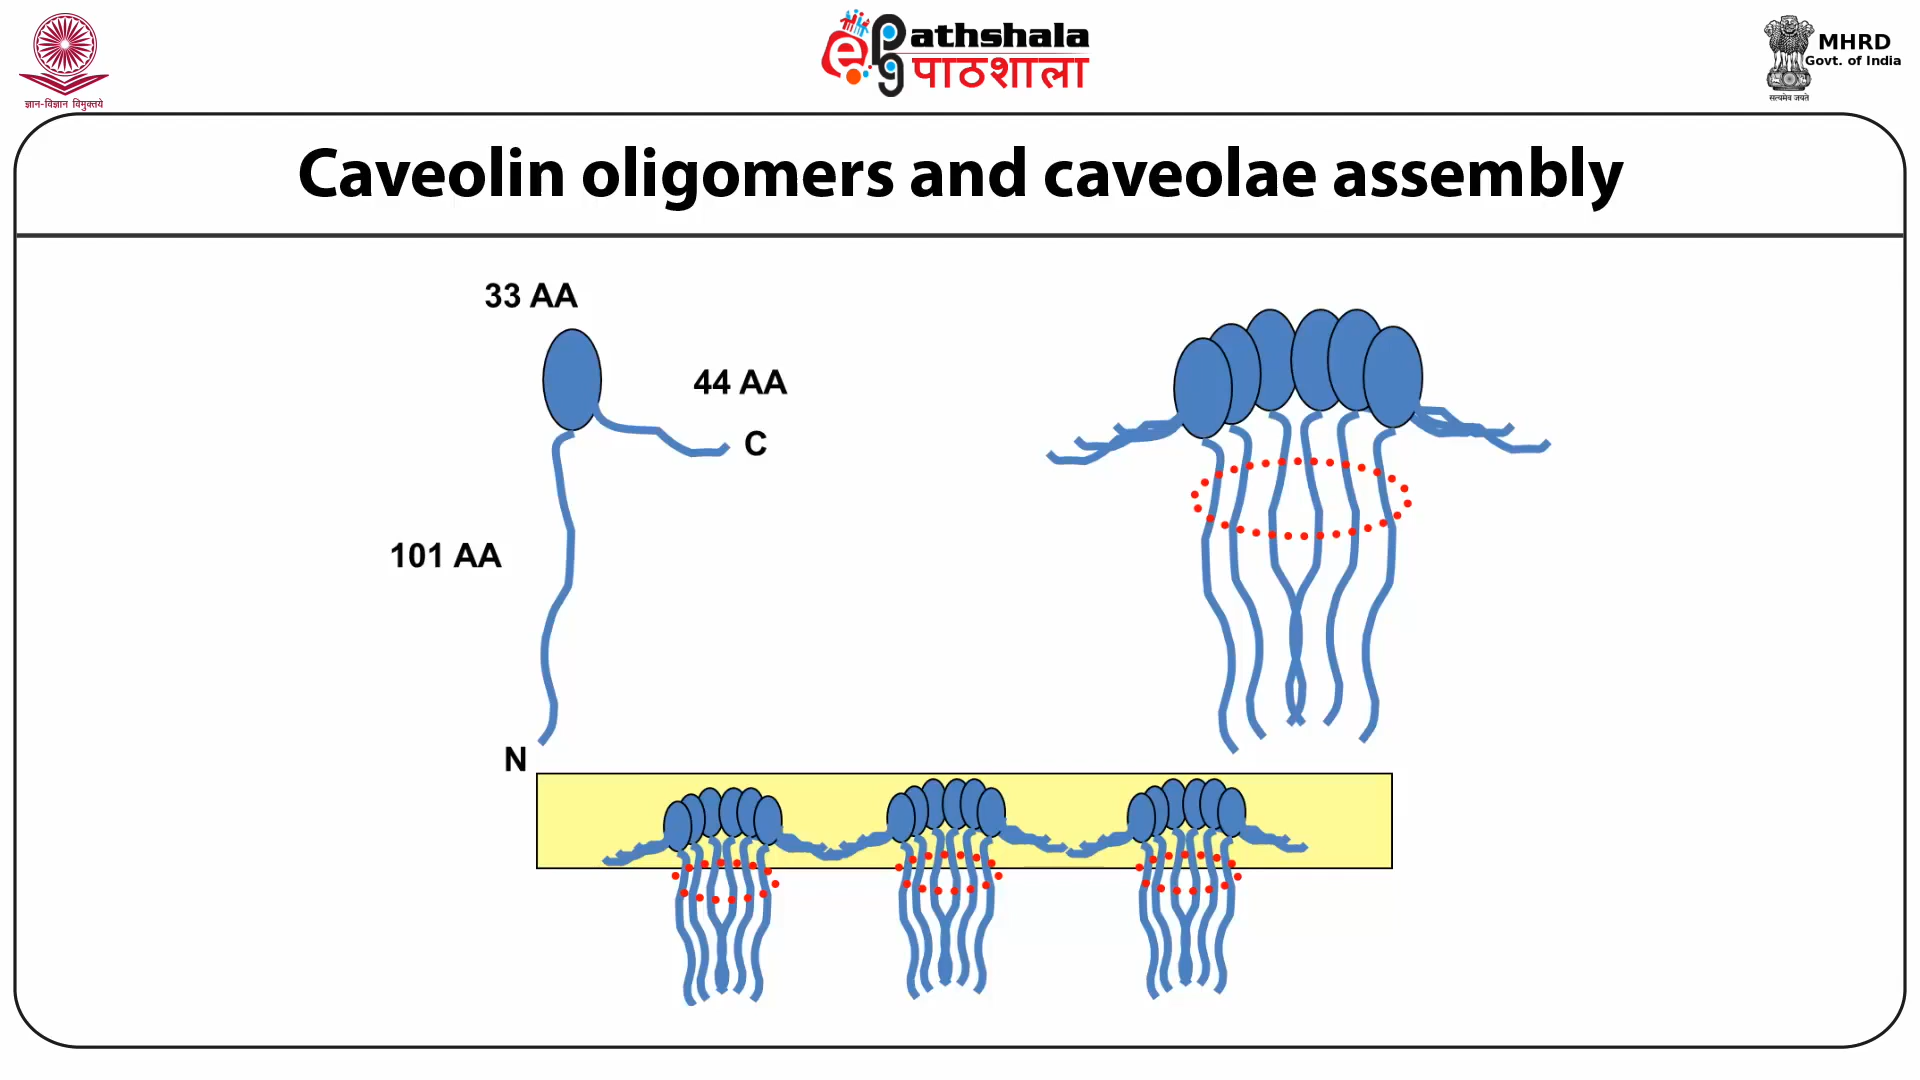 ज्ञान-विज्ञान विमुक्तये
ePathshala
पाठशाला
MHRD
Govt. of India
सत्यमेव जयते
Caveolin oligomers and caveolae assembly
33 AA
44 AA
C
101 AA
N